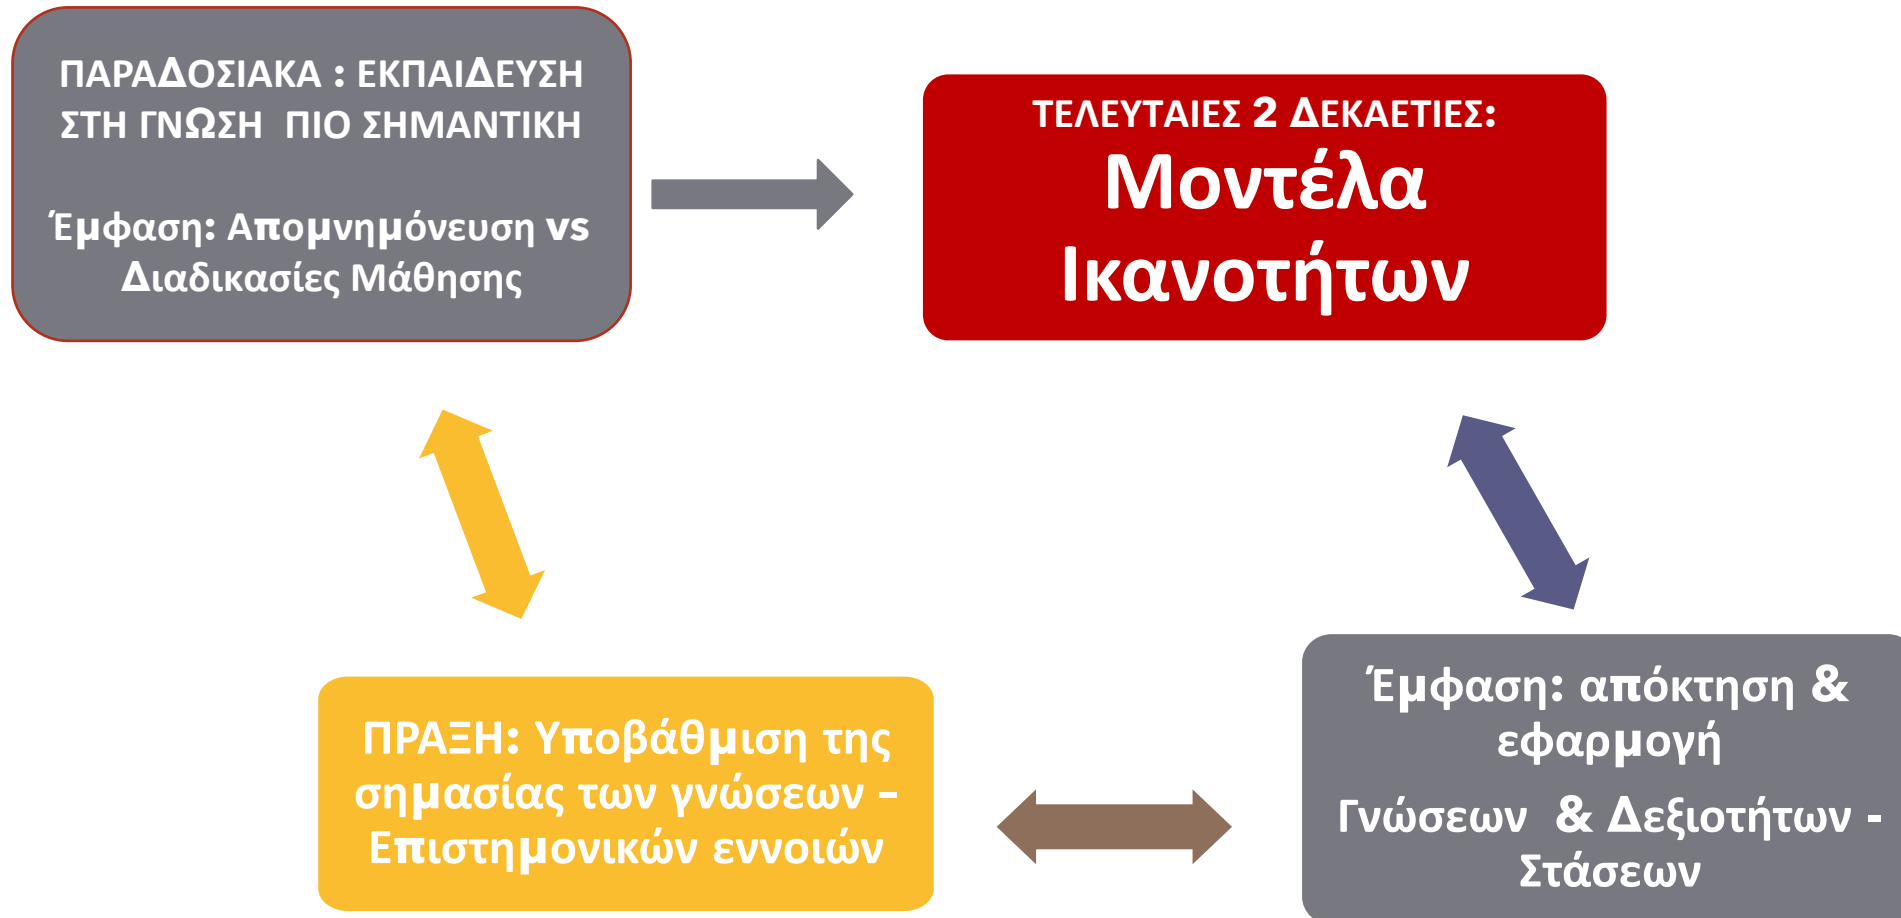 ΠΑΡΑΔΟΣΙΑΚΑ : ΕΚΠΑΙΔΕΥΣΗ
ΣΤΗ ΓΝΩΣΗ ΠΙΟ ΣΗΜΑΝΤΙΚΗ
Έμφαση: Απομνημόνευση vs
Διαδικασίες Μάθησης
ΤΕΛΕΥΤΑΙΕΣ 2 ΔΕΚΑΕΤΙΕΣ:
Μοντέλα
Ικανοτήτων
Έμφαση: απόκτηση &
εφαρμογή
Γνώσεων & Δεξιοτήτων -
Στάσεων
ΠΡΑΞΗ: Υποβάθμιση της
σημασίας των γνώσεων –
Επιστημονικών εννοιών